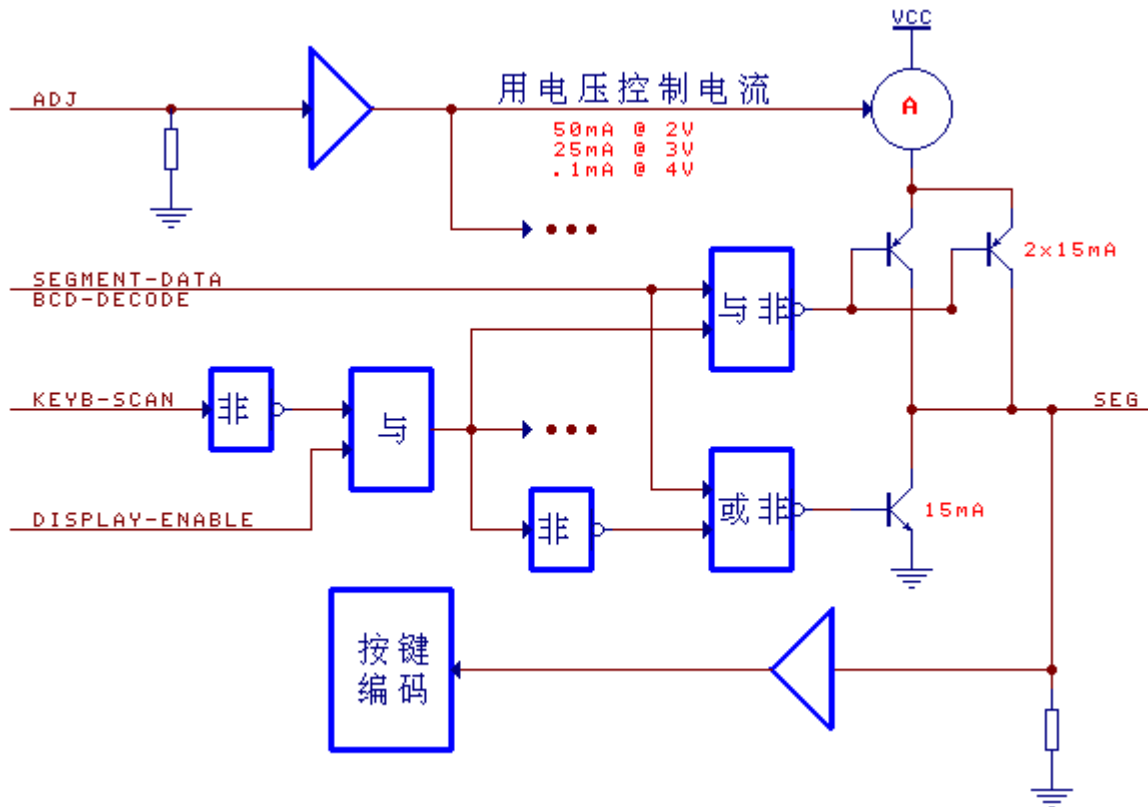 VCC
ADJ
用电压控制电流
A
50mA @ 2V
25mA @ 3V
.1mA @ 4V
2x15mA
SEGMENT-DATA
BCD-DECODE
与非
KEYB-SCAN
非
与
SEG
DISPLAY-ENABLE
非
或非
15mA
按键
编码